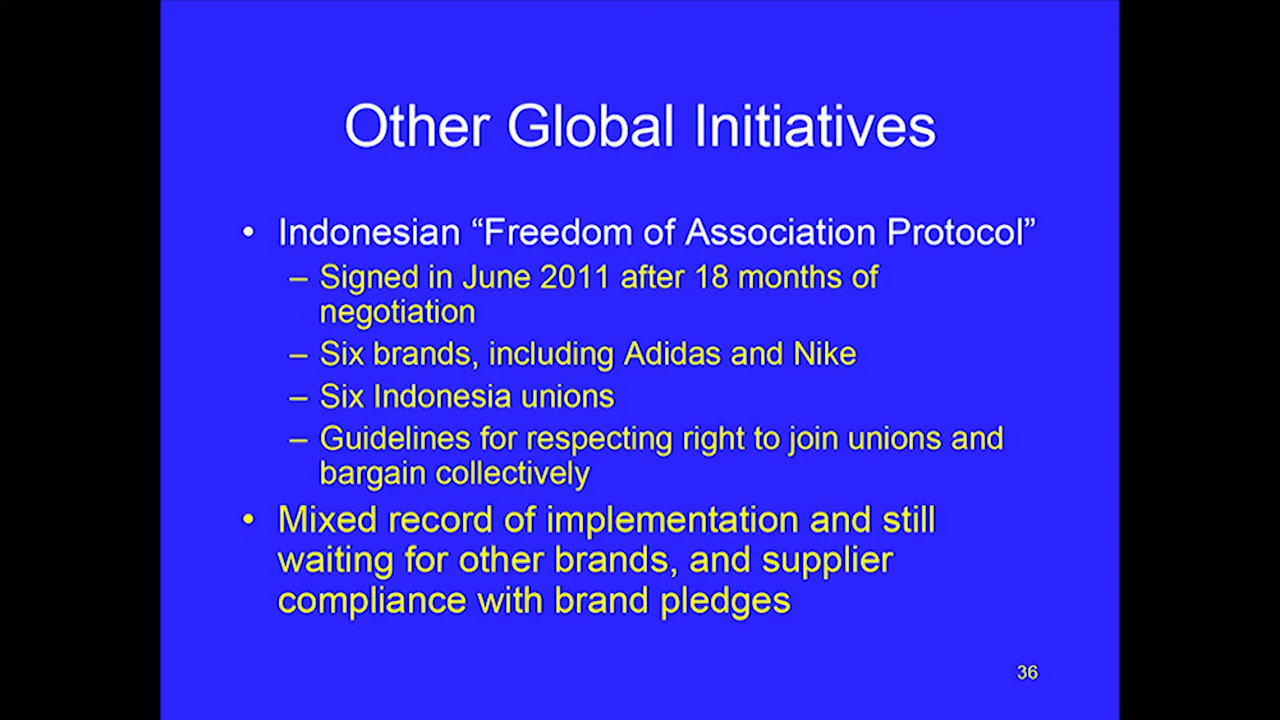 Other Global Initiatives
• Indonesian “Freedom of Association Protocol”
– Signed in June 2011 after 18 months of
negotiation
– Six brands, including Adidas and Nike
– Six Indonesia unions
– Guidelines for respecting right to join unions and
bargain collectively
• Mixed record of implementation and still
waiting for other brands, and supplier
compliance with brand pledges
36